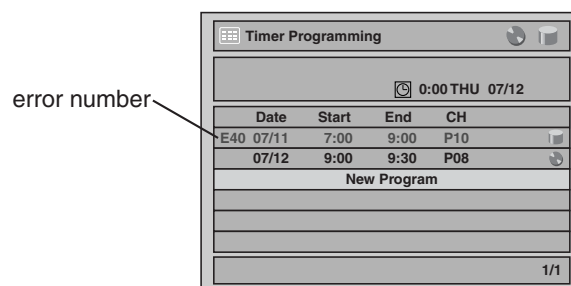 Timer Programming
0:00 THU 07/12
error number
Date Start End CH
E40 07/11 7:00 9:00 P10
07/12 9:00 9:30 P08
New Program
1/1